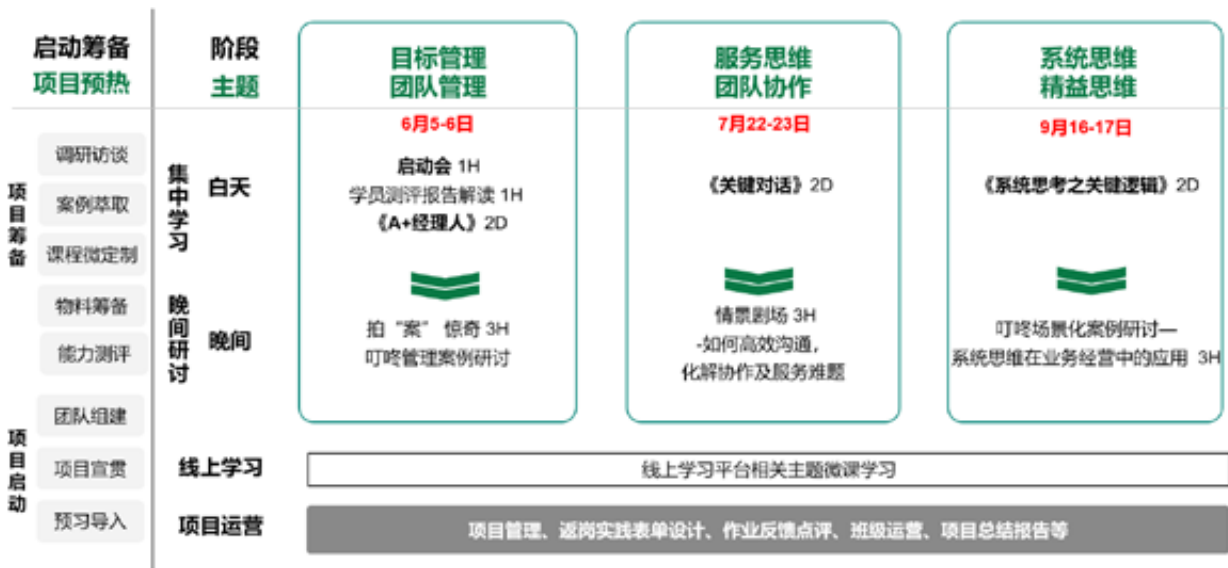 启动筹备
项目预热
阶段
主题
目标管理
团队管理
服务思维
团队协作
系统思维
精益思维
项目筹备
调研访谈
案例萃取
课程微定制
物料筹备
能力测评
项目启动
团队组建
项目宣贯
预习导入
集中学习
白天
6月5-6日
启动会 1H
学员测评报告解读 1H
《A+经理人》2D
7月22-23日
《关键对话》2D
9月16-17日
《系统思考之关键逻辑》2D
晚间研讨
晚间
拍“案” 惊奇 3H
叮咚管理案例研讨
情景剧场 3H
-如何高效沟通，
化解协作及服务难题
叮咚场景化案例研讨—
系统思维在业务经营中的应用 3H
线上学习
线上学习平台相关主题微课学习
项目运营
项目管理、返岗实践表单设计、作业反馈点评、班级运营、项目总结报告等